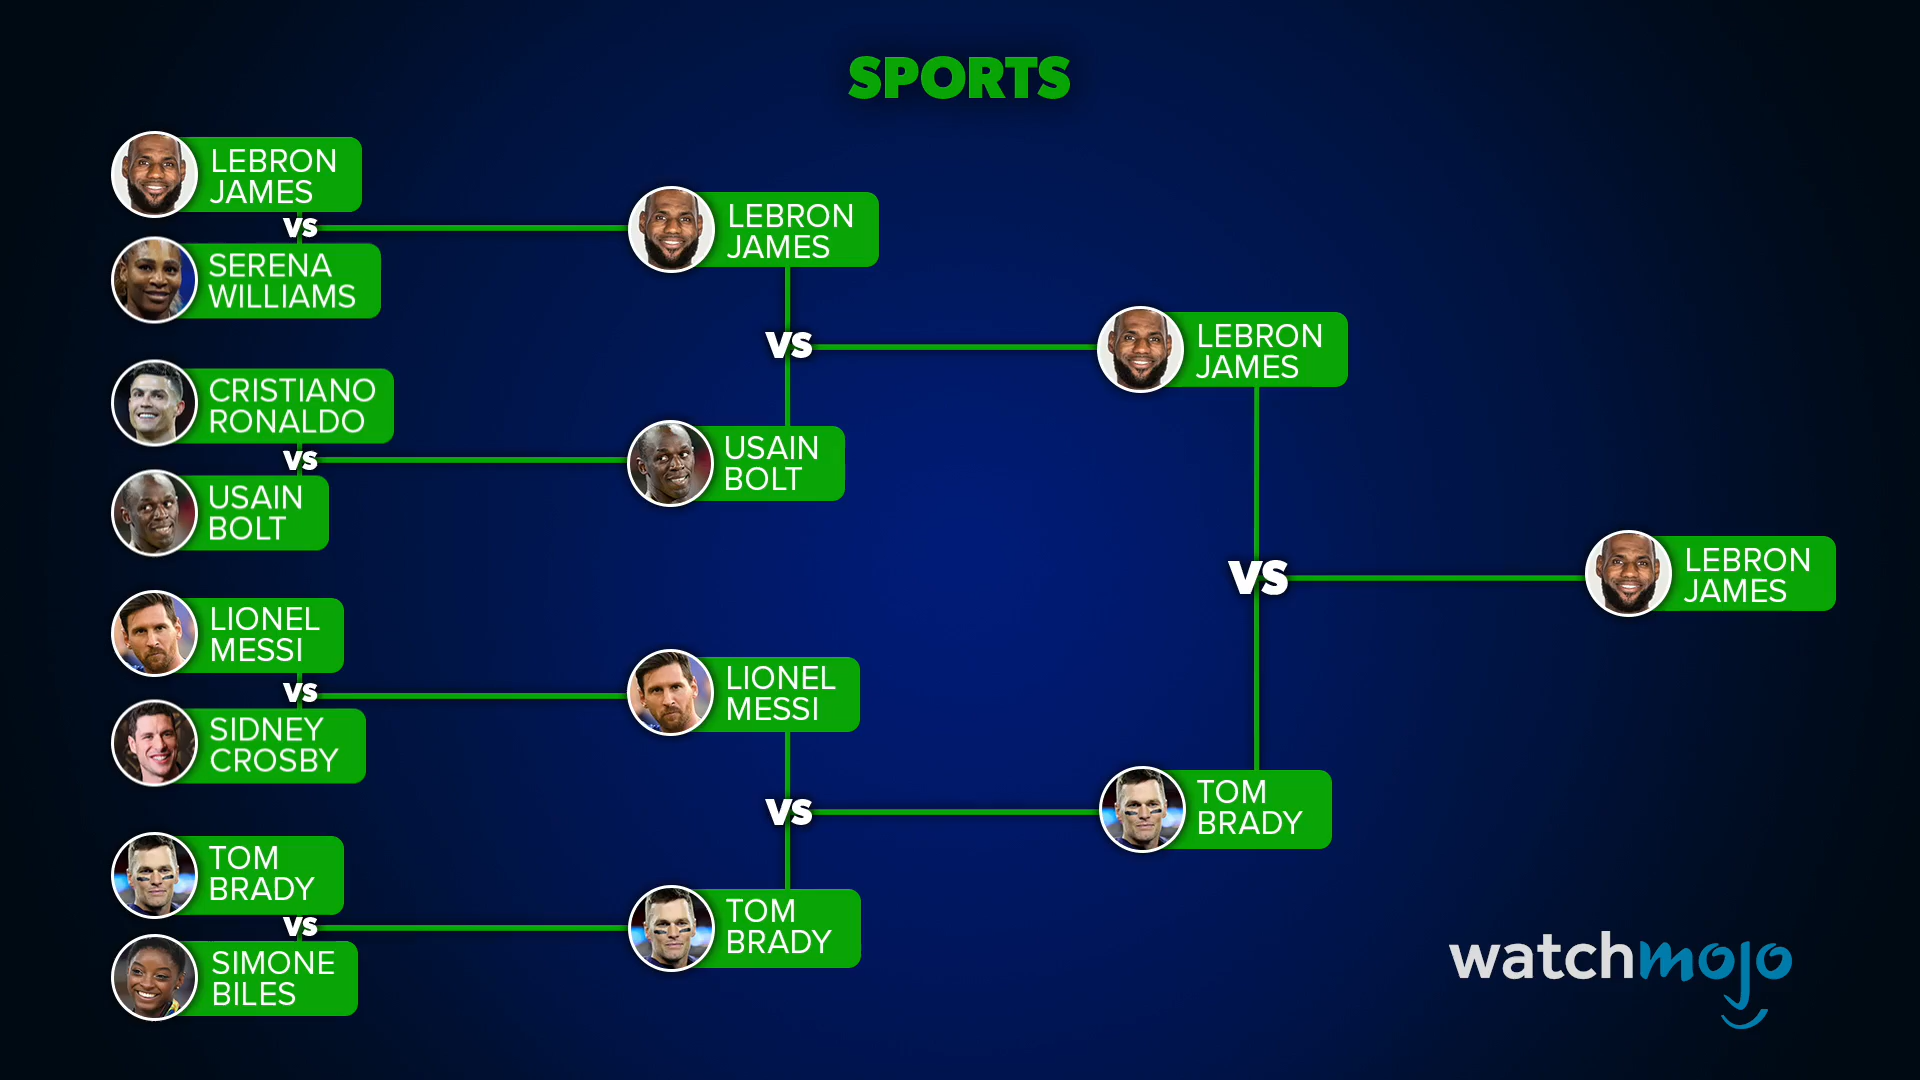 SPORTS
LEBRON
JAMES
VS
SERENA
WILLIAMS
CRISTIANO
RONALDO
VS
USAIN
BOLT
LIONEL
MESSI
VS
SIDNEY
CROSBY
TOM
BRADY
VS
SIMONE
BILES
LEBRON
JAMES
VS
USAIN
BOLT
LIONEL
MESSI
VS
TOM
BRADY
LEBRON
JAMES
VS
TOM
BRADY
LEBRON
JAMES
watchmojo